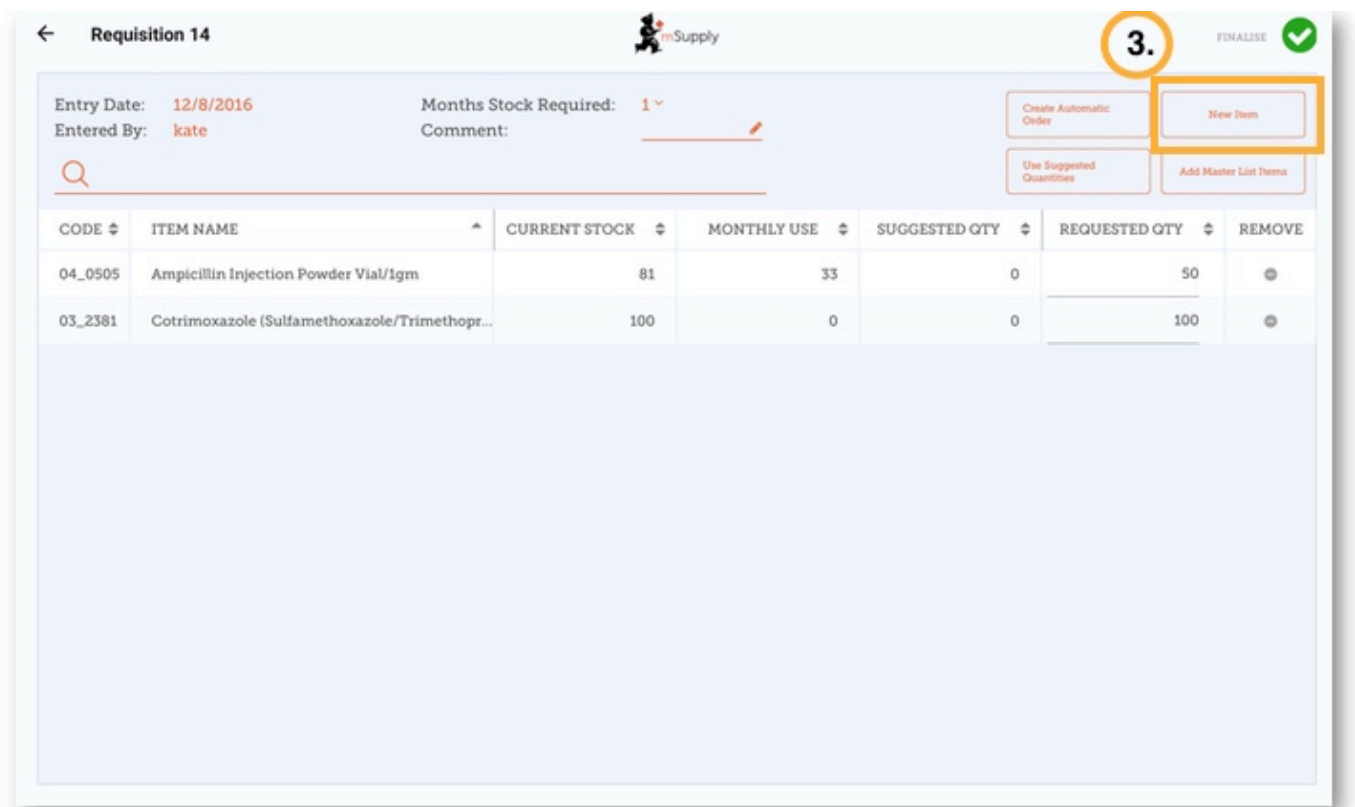 Requisition 14
mSupply
3.
FINALISE
Entry Date: 12/8/2016
Months Stock Required: 1
Entered By: kate
Comment:
Create Automatic
Order
New Item
Use Suggested
Quantities
Add Master List Items
CODE ITEM NAME CURRENT STOCK MONTHLY USE SUGGESTED QTY REQUESTED QTY REMOVE
04_0505 Ampicillin Injection Powder Vial/1gm 81 33 0 50
03_2381 Cotrimoxazole (Sulfamethoxazole/Trimethopr... 100 0 0 100